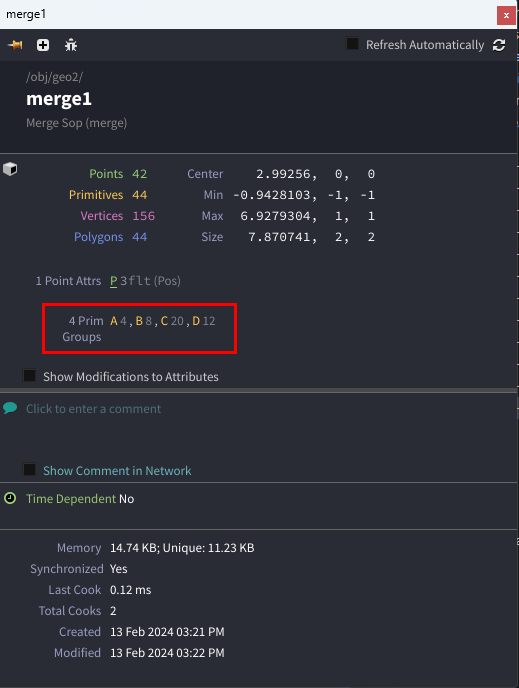 merge1
x
Refresh Automatically
/obj/geo2/
merge1
Merge Sop (merge)
Points 42 Center 2.99256, 0, 0
Primitives 44 Min -0.9428103, -1, -1
Vertices 156 Max 6.9279304, 1, 1
Polygons 44 Size 7.870741, 2, 2
1 Point Attrs P 3flt (Pos)
4 Prim A 4 , B 8 , C 20 , D 12
Groups
Show Modifications to Attributes
Click to enter a comment
Show Comment in Network
Time Dependent No
Memory 14.74 KB; Unique: 11.23 KB
Synchronized Yes
Last Cook 0.12 ms
Total Cooks 2
Created 13 Feb 2024 03:21 PM
Modified 13 Feb 2024 03:22 PM